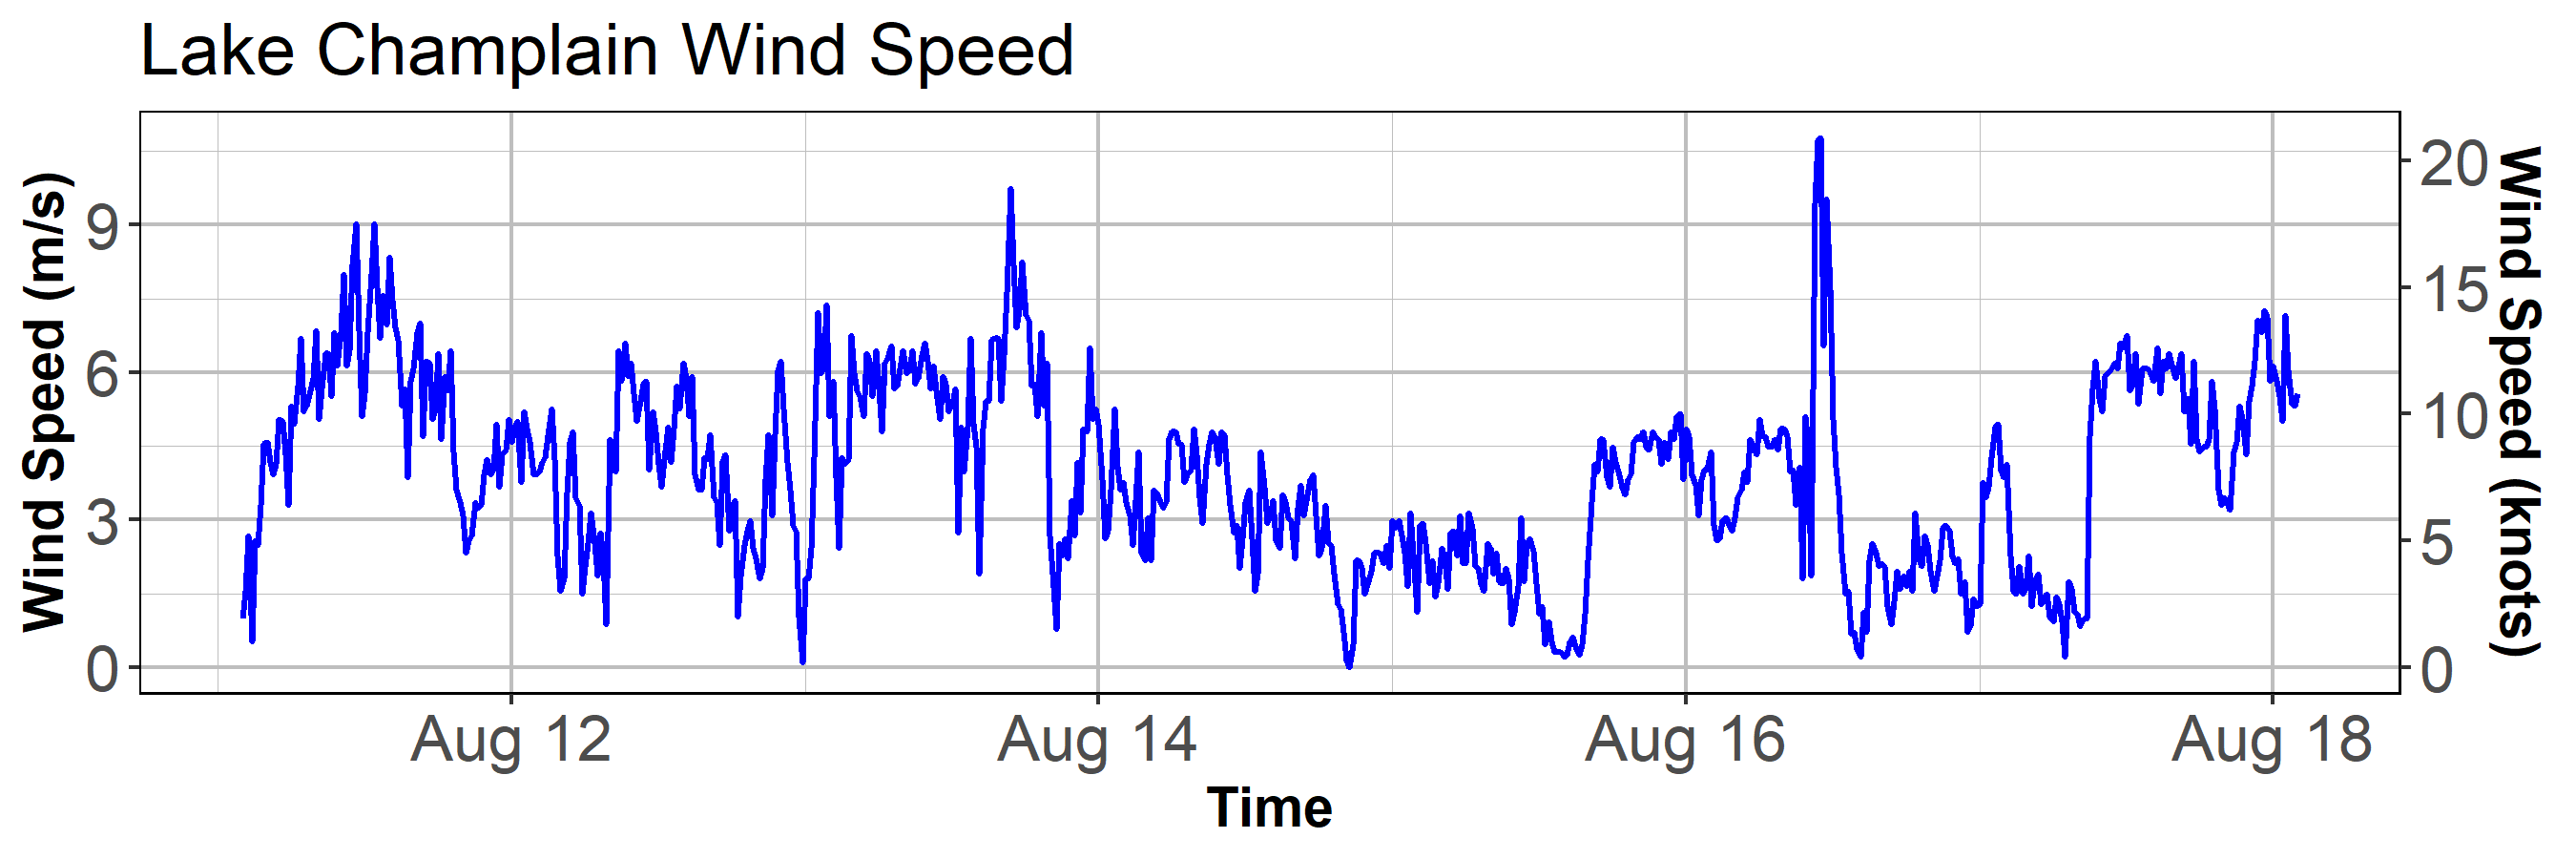 Lake Champlain Wind Speed
Wind Speed (m/s)
9
6
3
0
20
15
10
5
0
Wind Speed (knots)
Aug 12
Aug 14
Aug 16
Aug 18
Time